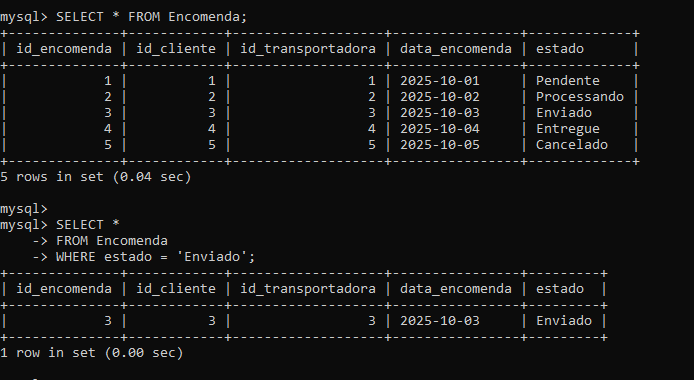 mysql> SELECT * FROM Encomenda;
+--------------+------------+-------------------+----------------+-------------+
| id_encomenda | id_cliente | id_transportadora | data_encomenda | estado      |
+--------------+------------+-------------------+----------------+-------------+
|            1 |          1 |                 1 | 2025-10-01     | Pendente    |
|            2 |          2 |                 2 | 2025-10-02     | Processando |
|            3 |          3 |                 3 | 2025-10-03     | Enviado     |
|            4 |          4 |                 4 | 2025-10-04     | Entregue    |
|            5 |          5 |                 5 | 2025-10-05     | Cancelado   |
+--------------+------------+-------------------+----------------+-------------+
5 rows in set (0.04 sec)

mysql>
mysql> SELECT *
    -> FROM Encomenda
    -> WHERE estado = 'Enviado';
+--------------+------------+-------------------+----------------+---------+
| id_encomenda | id_cliente | id_transportadora | data_encomenda | estado  |
+--------------+------------+-------------------+----------------+---------+
|            3 |          3 |                 3 | 2025-10-03     | Enviado |
+--------------+------------+-------------------+----------------+---------+
1 row in set (0.00 sec)